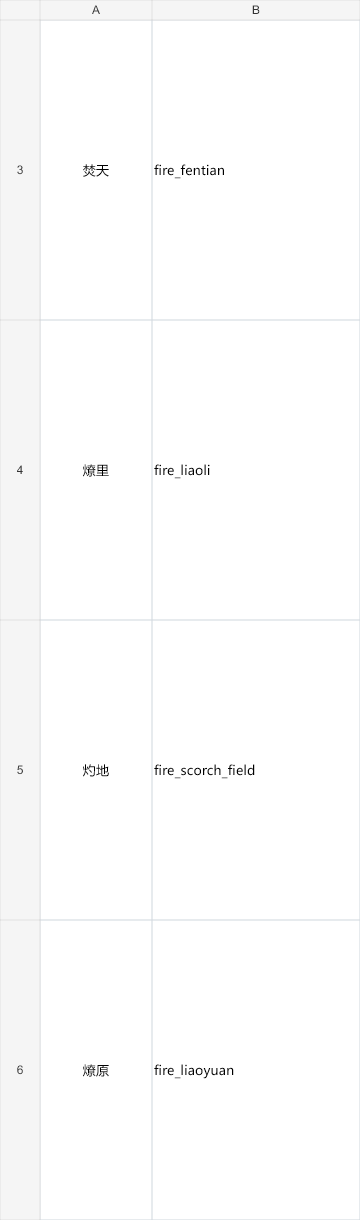 A B
3 焚天 fire_fentian
4 燎里 fire_liaoli
5 灼地 fire_scorch_field
6 燎原 fire_liaoyuan